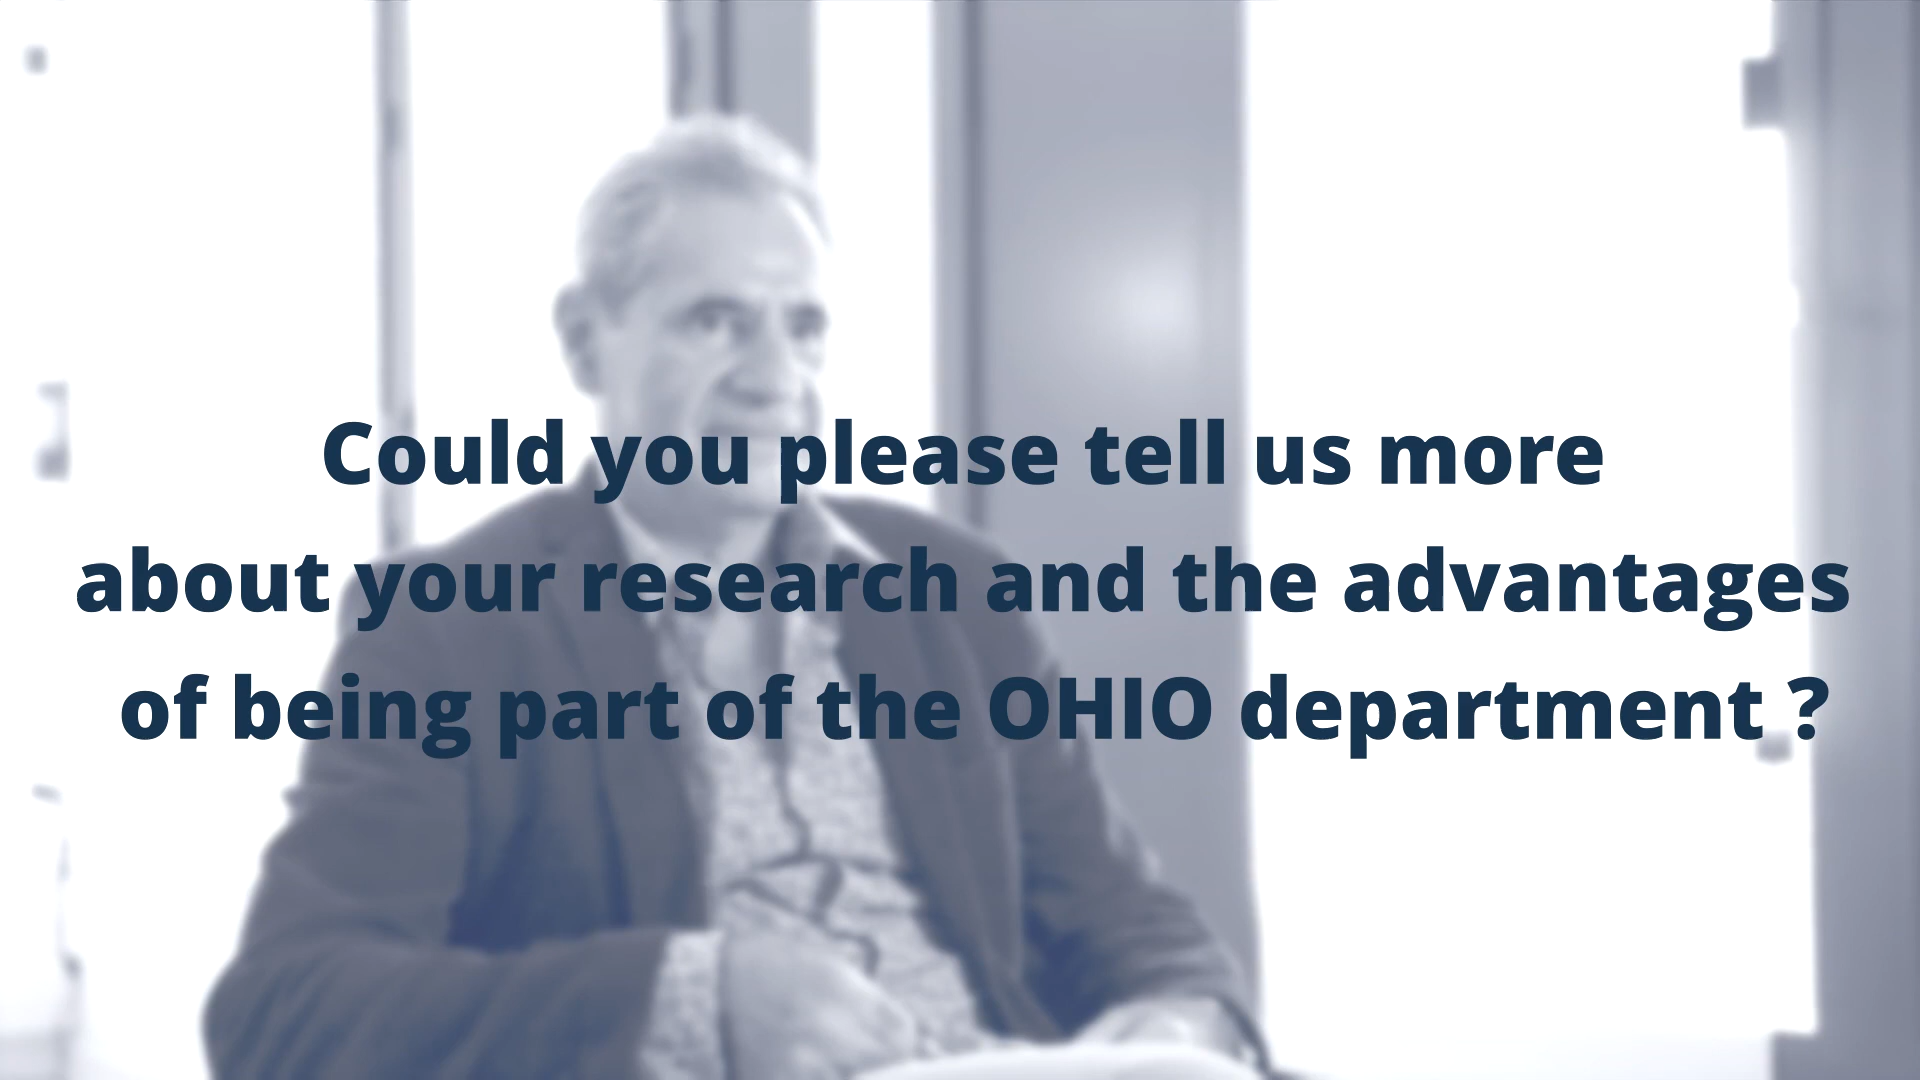 Could you please tell us more
about your research and the advantages
of being part of the OHIO department ?